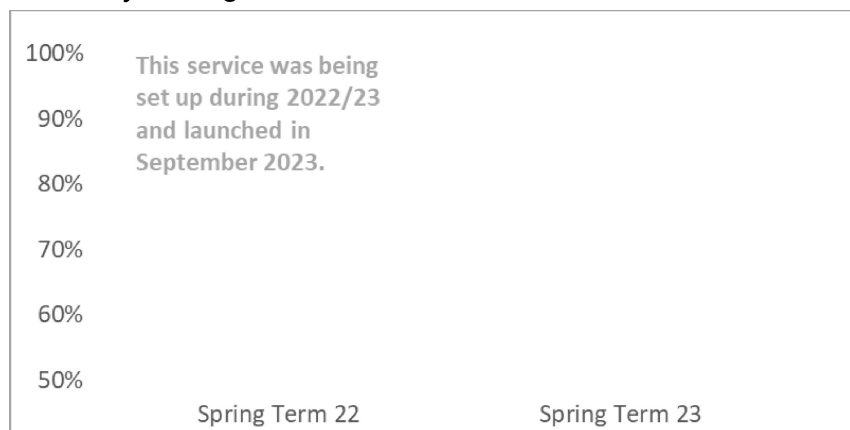 100%
This service was being
set up during 2022/23
90%
and launched in
September 2023.
80%
70%
60%
50%
Spring Term 22 Spring Term 23